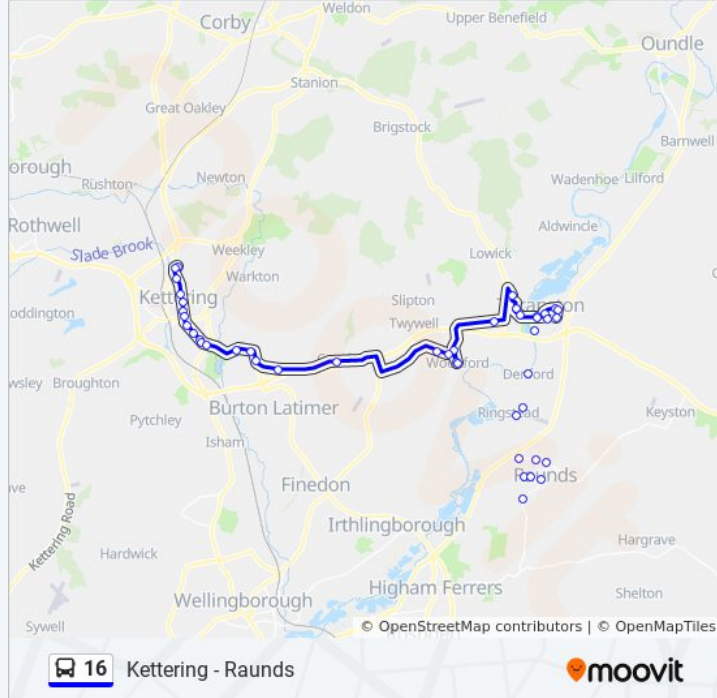 Weldon
Corby
Upper Benefield
Oundle
Stanion
Great Oakley
Brigstock
Barnwell
orough
Rushton
Newton
Wadenhoe
Lilford
Rothwell
Aldwincle
Slade Brook
Weekley
Lowick
Warkton
Kettering
Slipton
oddington
Twywell
wsley
Broughton
Denford
Burton Latimer
Ringstead
Keyston
Pytchley
Isham
Raunds
ave
Finedon
Kettering Road
Irthlingborough
Hargrave
Hardwick
Higham Ferrers
Shelton
Wellingborough
Sywell
© OpenStreetMap contributors | © OpenMapTiles
16
Kettering - Raunds
moovit